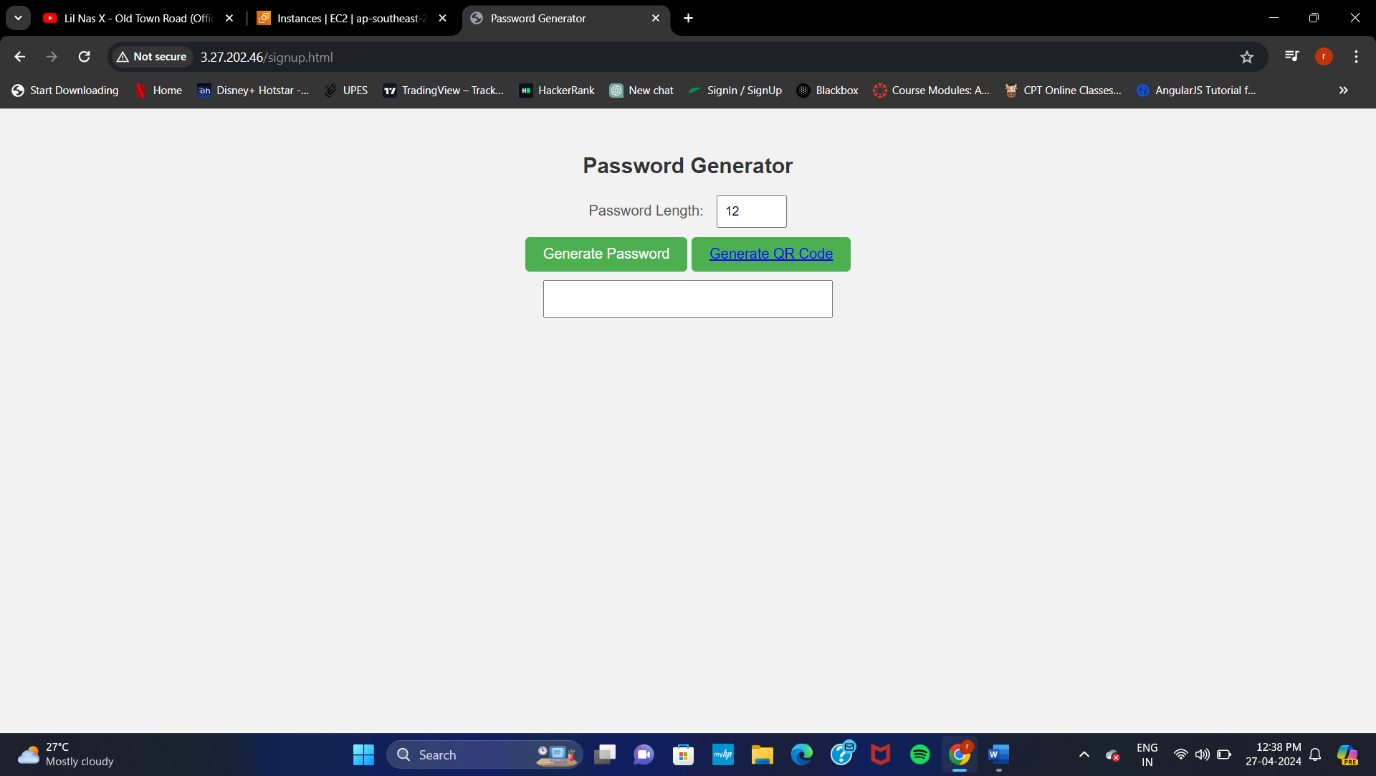 Lil Nas X - Old Town Road (Offic
Instances | EC2 | ap-southeast-2
Password Generator
Not secure
3.27.202.46/signup.html
r
Start Downloading
Home
Disney+ Hotstar -...
UPES
TradingView – Track...
HackerRank
New chat
SignIn / SignUp
Blackbox
Course Modules: A...
CPT Online Classes...
AngularJS Tutorial f...
Password Generator
Password Length: 12
Generate Password
Generate QR Code
27°C
Mostly cloudy
Search
ENG
IN
12:38 PM
27-04-2024
PRE